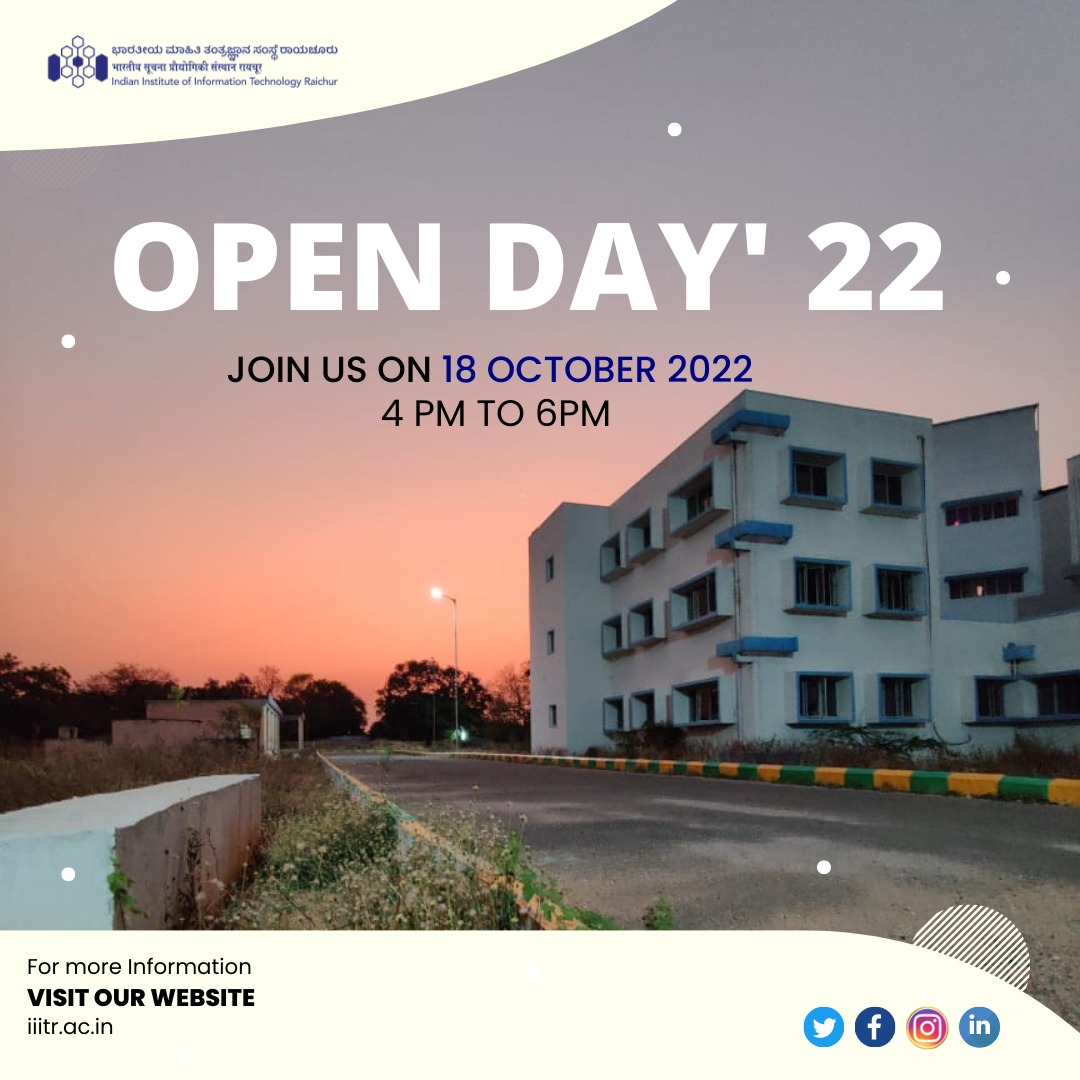 ಭಾರತೀಯ ಮಾಹಿತಿ ತಂತ್ರಜ್ಞಾನ ಸಂಸ್ಥೆ ರಾಯಚೂರು
भारतीय सूचना प्रौद्योगिकी संस्थान रायचूर
Indian Institute of Information Technology Raichur
OPEN DAY' 22
JOIN US ON 18 OCTOBER 2022
4 PM TO 6PM
For more Information
VISIT OUR WEBSITE
iiitr.ac.in